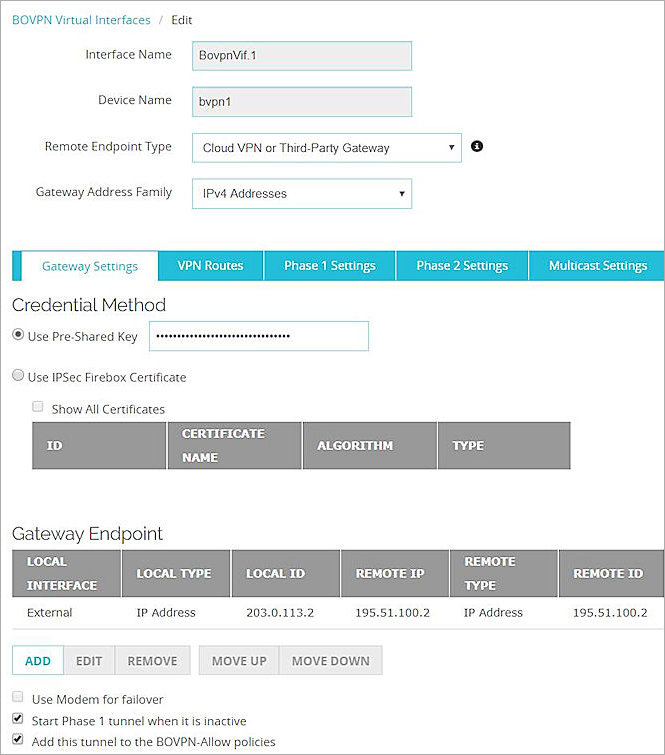 BOVPN Virtual Interfaces / Edit
Interface Name BovpnVif.1
Device Name bvpn1
Remote Endpoint Type Cloud VPN or Third-Party Gateway
Gateway Address Family IPv4 Addresses
Gateway Settings VPN Routes Phase 1 Settings Phase 2 Settings Multicast Settings
Credential Method
Use Pre-Shared Key ••••••••••••••••••••••••••••••••
Use IPSec Firebox Certificate
Show All Certificates
ID CERTIFICATE NAME ALGORITHM TYPE
Gateway Endpoint
LOCAL INTERFACE LOCAL TYPE LOCAL ID REMOTE IP REMOTE TYPE REMOTE ID
External IP Address 203.0.113.2 195.51.100.2 IP Address 195.51.100.2
ADD EDIT REMOVE MOVE UP MOVE DOWN
Use Modem for failover
Start Phase 1 tunnel when it is inactive
Add this tunnel to the BOVPN-Allow policies